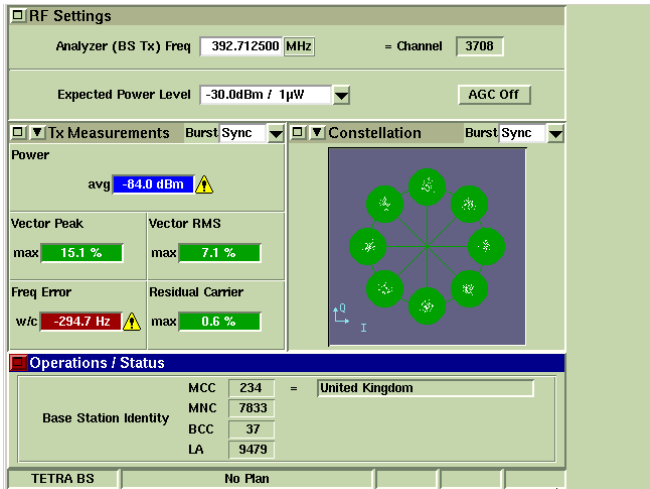 RF Settings
Analyzer (BS Tx) Freq 392.712500 MHz = Channel 3708
Expected Power Level -30.0dBm / 1µW AGC Off
Tx Measurements Burst Sync Constellation Burst Sync
Power
avg -84.0 dBm
Vector Peak Vector RMS
max 15.1 % max 7.1 %
Freq Error Residual Carrier
w/c -294.7 Hz max 0.6 %
Q
I
Operations / Status
MCC 234 = United Kingdom
MNC 7833
Base Station Identity
BCC 37
LA 9479
TETRA BS No Plan